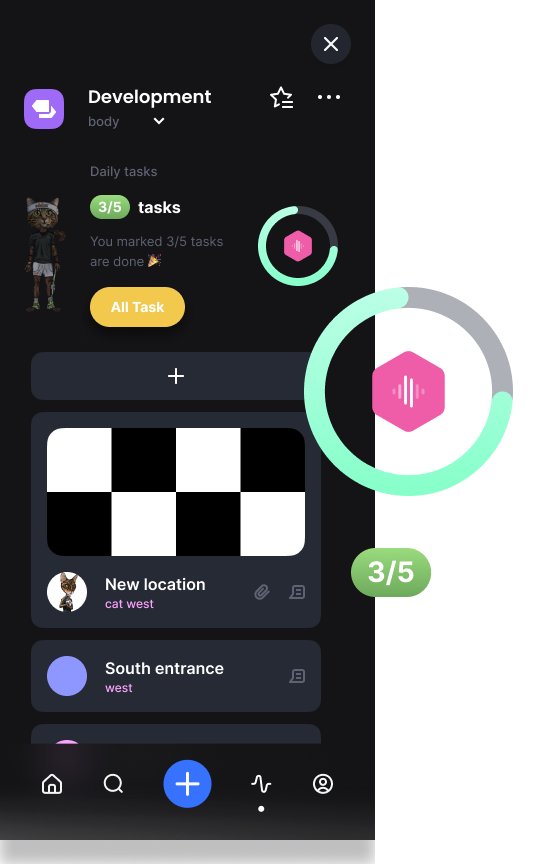 Development
body
Daily tasks
3/5 tasks
You marked 3/5 tasks
are done 🎉
All Task
3/5
New location
cat west
South entrance
west